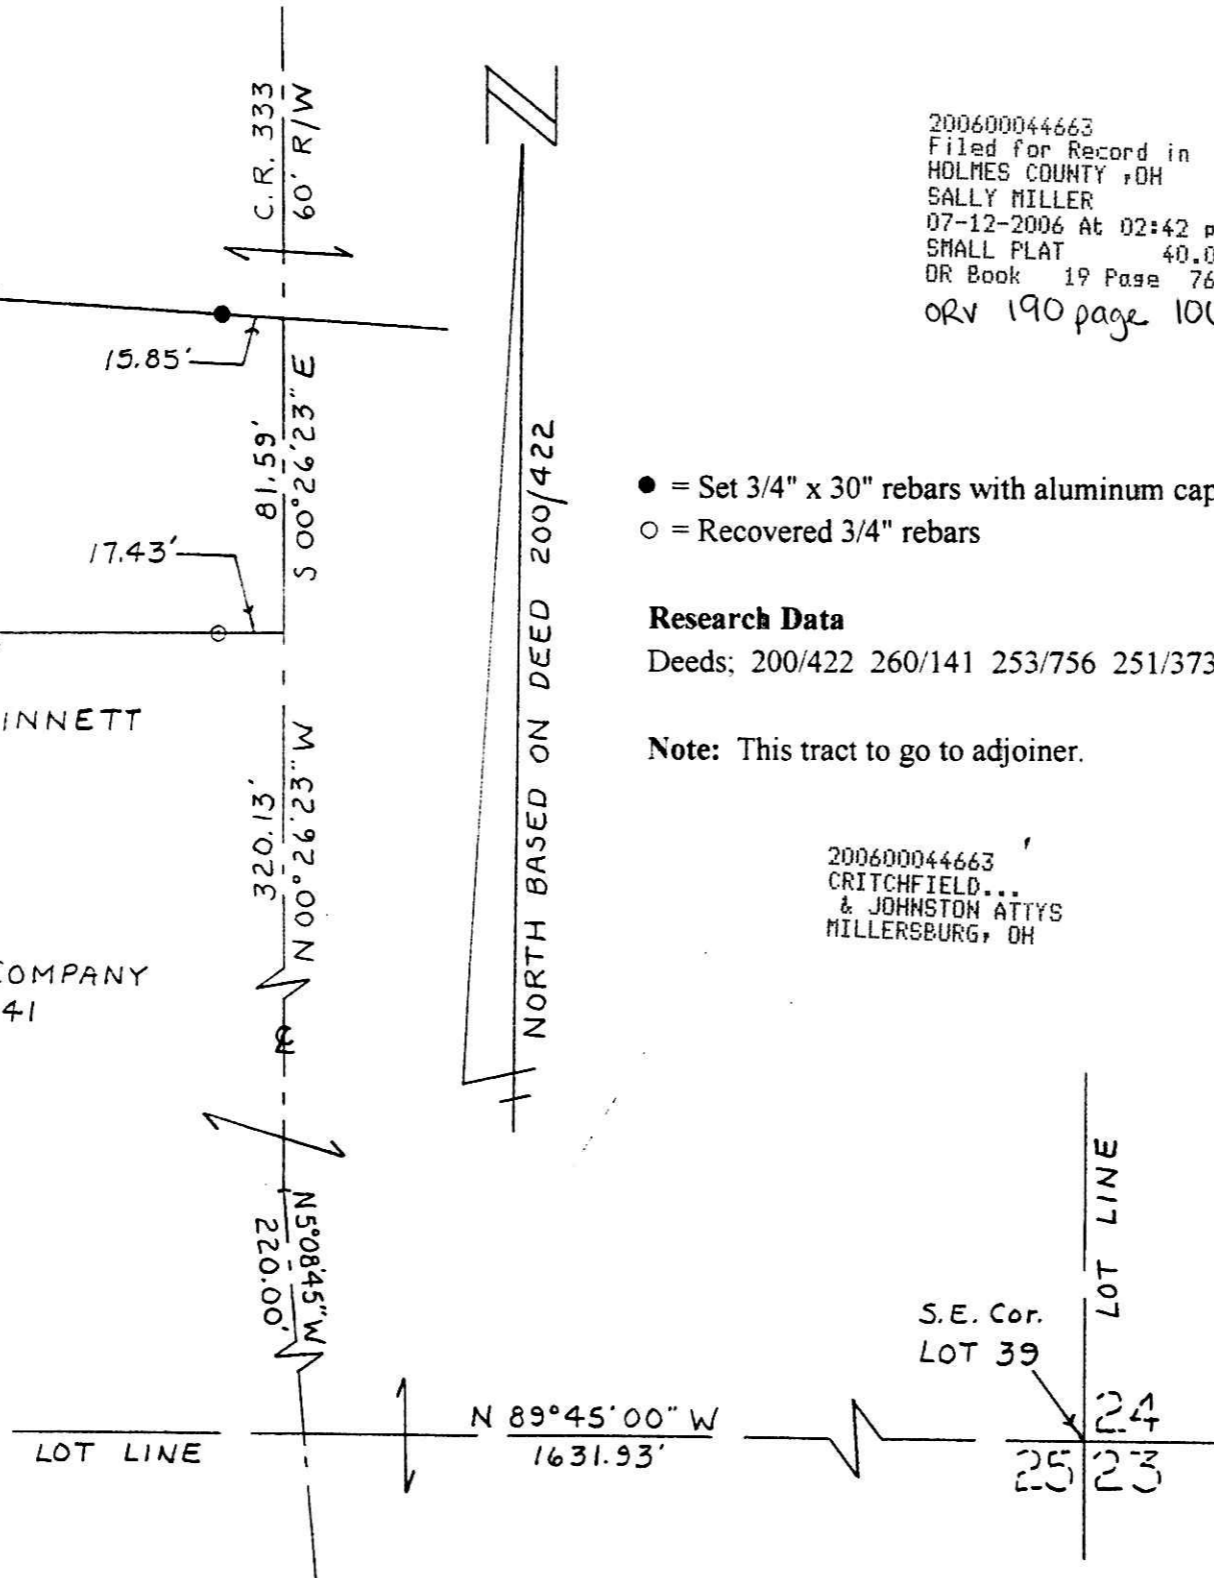 C.R. 333
60' R/W
200600044663
Filed for Record in
HOLMES COUNTY ,OH
SALLY MILLER
07-12-2006 At 02:42 p
SMALL PLAT 40.0
OR Book 19 Page 76
ORV 190 page 10
15.85'
81.59'
S 00°26'23" E
17.43'
● = Set 3/4" x 30" rebars with aluminum cap
○ = Recovered 3/4" rebars
Research Data
Deeds; 200/422 260/141 253/756 251/373
INNETT
Note: This tract to go to adjoiner.
320.13'
N 00°26'23" W
NORTH BASED ON DEED 200/422
200600044663
CRITCHFIELD...
& JOHNSTON ATTYS
MILLERSBURG, OH
COMPANY
41
N5°08'45" W
220.00'
LOT LINE
S.E. Cor.
LOT 39
N 89°45'00" W
1631.93'
LOT LINE
24
25 23